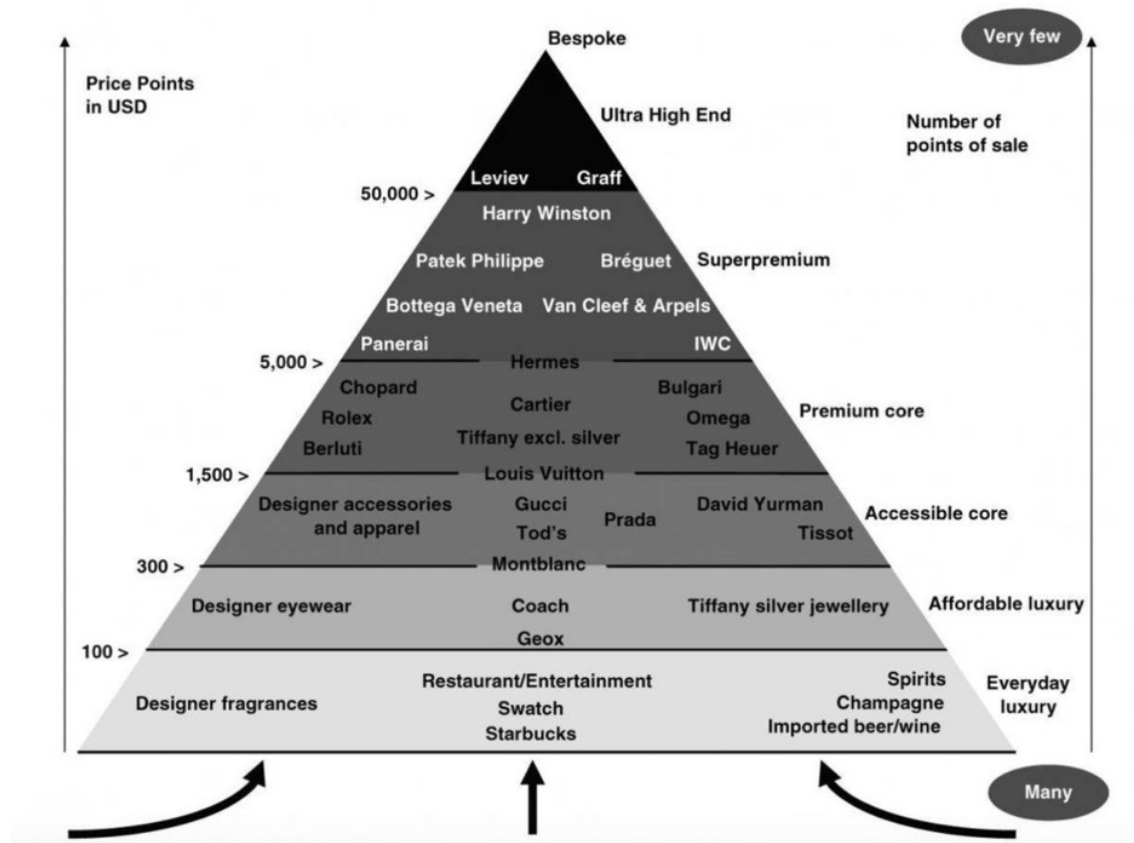 Bespoke
Very few
Price Points
in USD
Ultra High End
Number of
points of sale
Leviev
Graff
50,000 >
Harry Winston
Patek Philippe
Bréguet
Superpremium
Bottega Veneta
Van Cleef & Arpels
Panerai
IWC
5,000 >
Hermes
Chopard
Bulgari
Cartier
Premium core
Rolex
Omega
Tiffany excl. silver
Berluti
Tag Heuer
1,500 >
Louis Vuitton
Designer accessories
and apparel
Gucci
David Yurman
Prada
Accessible core
Tod's
Tissot
300 >
Montblanc
Designer eyewear
Coach
Tiffany silver jewellery
Affordable luxury
Geox
100 >
Designer fragrances
Restaurant/Entertainment
Swatch
Starbucks
Spirits
Champagne
Imported beer/wine
Everyday
luxury
Many